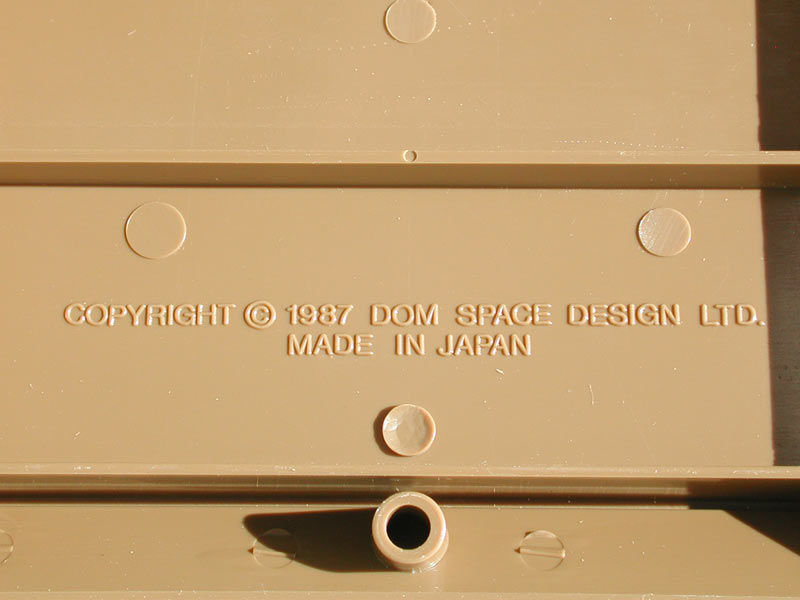 COPYRIGHT © 1987 DOM SPACE DESIGN LTD.
MADE IN JAPAN